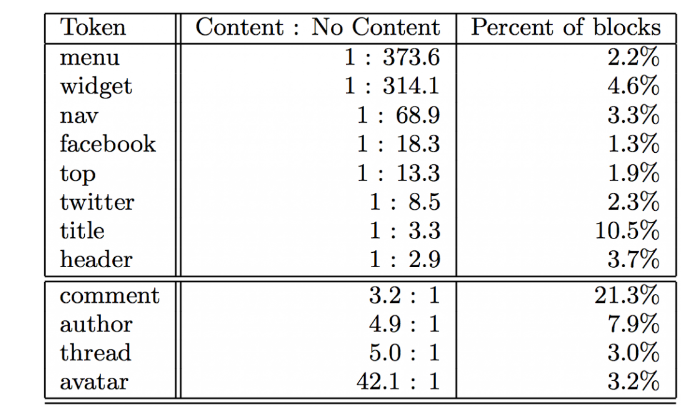 Token Content : No Content Percent of blocks
menu 1 : 373.6 2.2%
widget 1 : 314.1 4.6%
nav 1 : 68.9 3.3%
facebook 1 : 18.3 1.3%
top 1 : 13.3 1.9%
twitter 1 : 8.5 2.3%
title 1 : 3.3 10.5%
header 1 : 2.9 3.7%
comment 3.2 : 1 21.3%
author 4.9 : 1 7.9%
thread 5.0 : 1 3.0%
avatar 42.1 : 1 3.2%